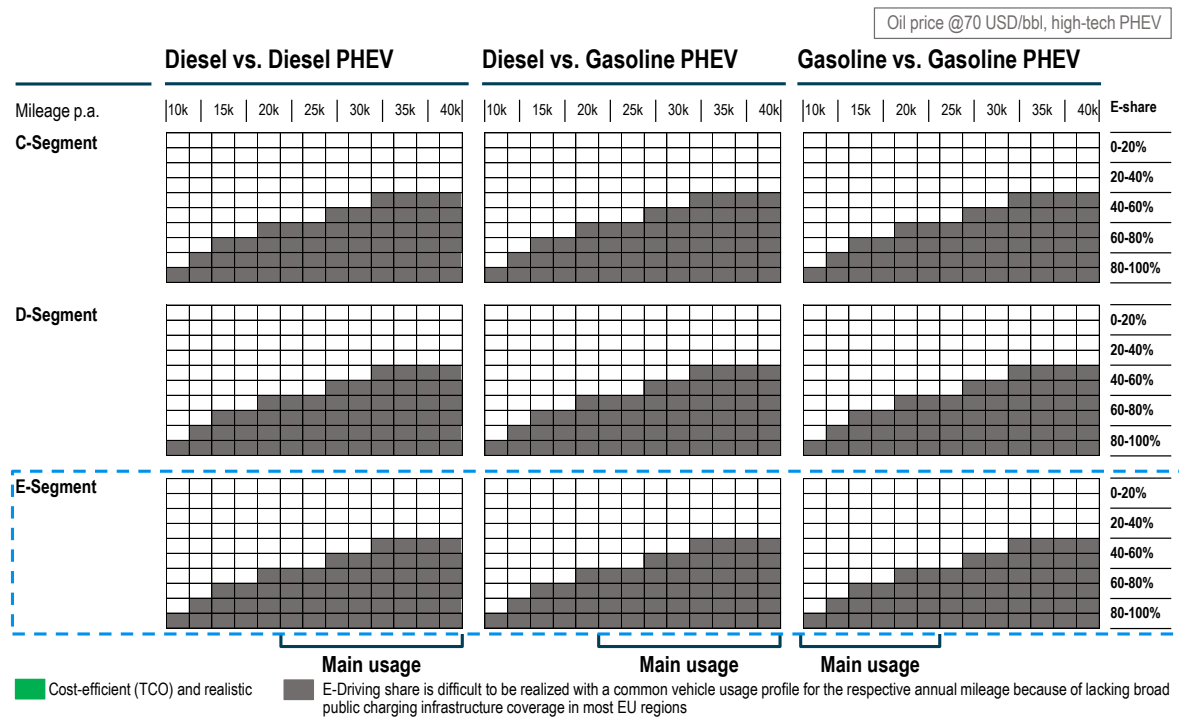 Oil price @70 USD/bbl, high-tech PHEV
Diesel vs. Diesel PHEV Diesel vs. Gasoline PHEV Gasoline vs. Gasoline PHEV
Mileage p.a. 10k 15k 20k 25k 30k 35k 40k 10k 15k 20k 25k 30k 35k 40k 10k 15k 20k 25k 30k 35k 40k E-share
C-Segment
0-20%
20-40%
40-60%
60-80%
80-100%
D-Segment
0-20%
20-40%
40-60%
60-80%
80-100%
E-Segment
0-20%
20-40%
40-60%
60-80%
80-100%
Main usage Main usage Main usage
Cost-efficient (TCO) and realistic
E-Driving share is difficult to be realized with a common vehicle usage profile for the respective annual mileage because of lacking broad
public charging infrastructure coverage in most EU regions